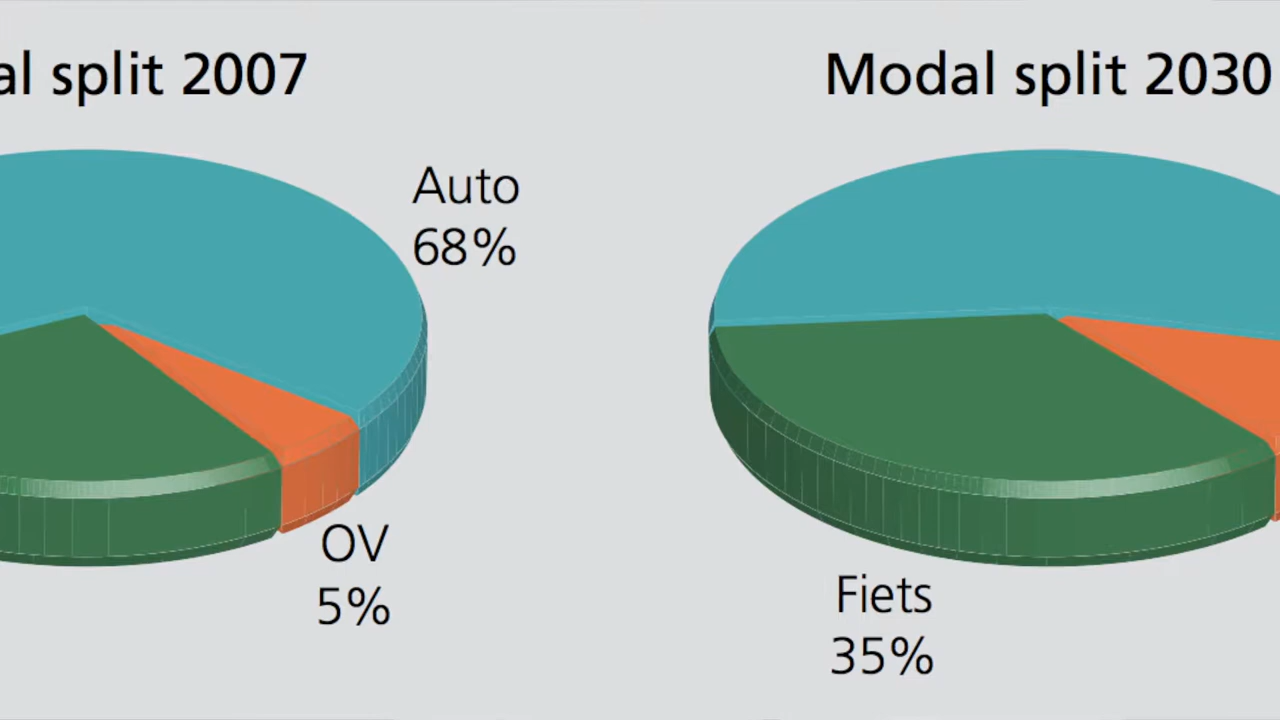 al split 2007
Auto
68%
OV
5%
Modal split 2030
Fiets
35%